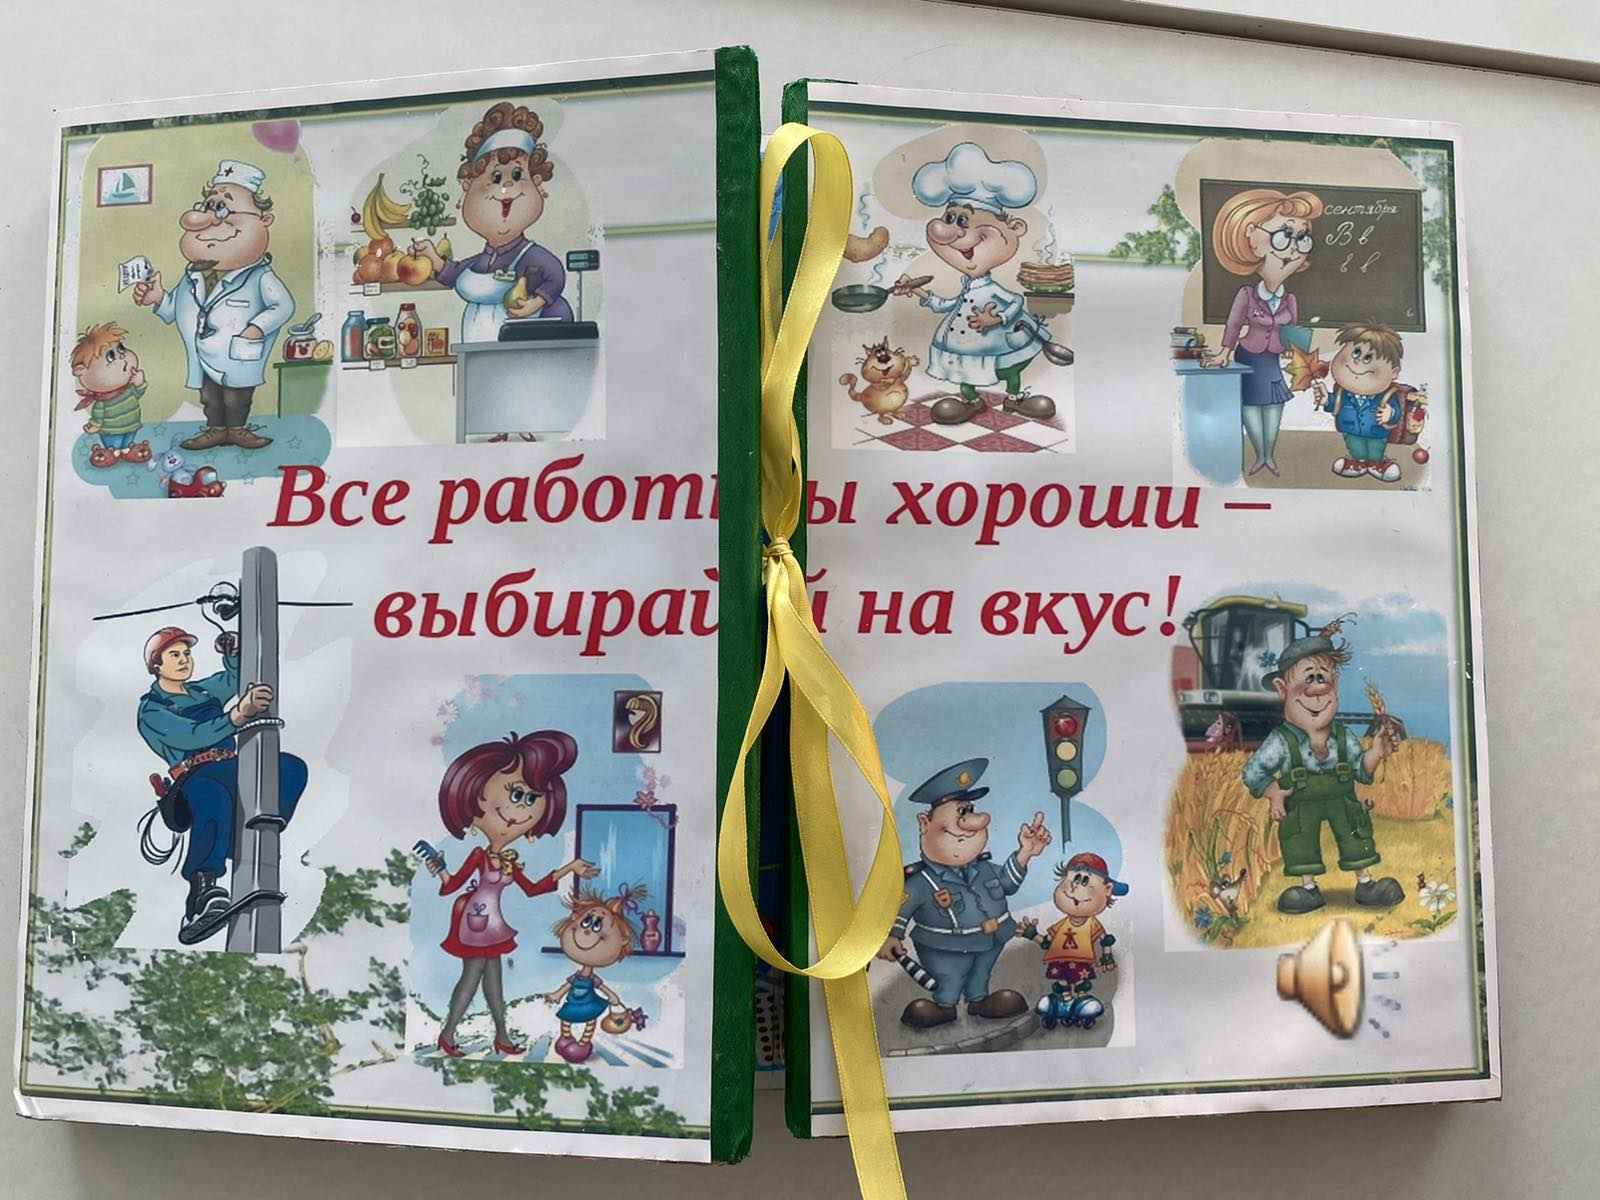 сентября
В в
в в
Все работы хороши –
выбирай на вкус!